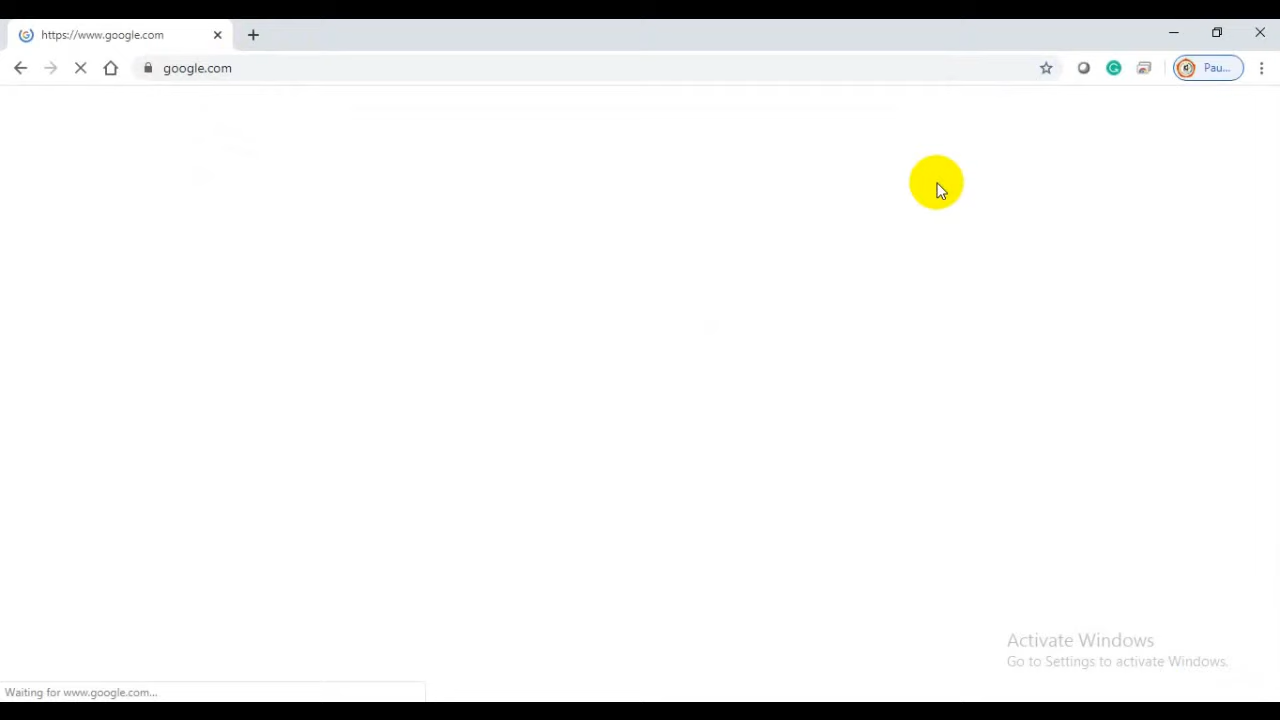 https://www.google.com
google.com
Pau...
Activate Windows
Go to Settings to activate Windows.
Waiting for www.google.com...